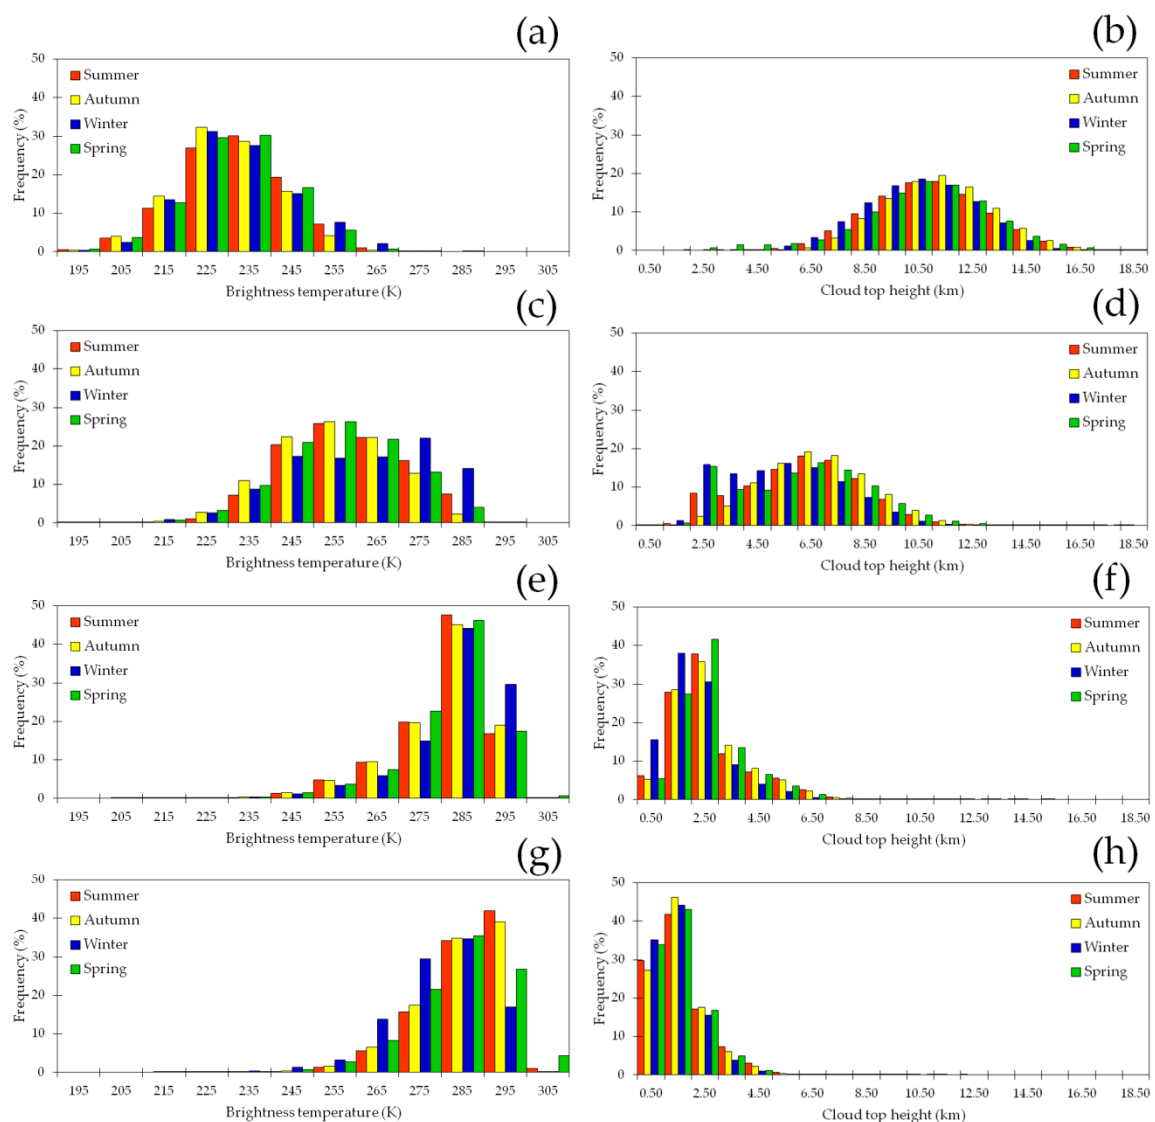 (a)
50
40
30
20
10
0
Frequency (%)
Summer
Autumn
Winter
Spring
195 205 215 225 235 245 255 265 275 285 295 305
Brightness temperature (K)
(b)
50
40
30
20
10
0
Frequency (%)
Summer
Autumn
Winter
Spring
0.50 2.50 4.50 6.50 8.50 10.50 12.50 14.50 16.50 18.50
Cloud top height (km)
(c)
50
40
30
20
10
0
Frequency (%)
Summer
Autumn
Winter
Spring
195 205 215 225 235 245 255 265 275 285 295 305
Brightness temperature (K)
(d)
50
40
30
20
10
0
Frequency (%)
Summer
Autumn
Winter
Spring
0.50 2.50 4.50 6.50 8.50 10.50 12.50 14.50 16.50 18.50
Cloud top height (km)
(e)
50
40
30
20
10
0
Frequency (%)
Summer
Autumn
Winter
Spring
195 205 215 225 235 245 255 265 275 285 295 305
Brightness temperature (K)
(f)
50
40
30
20
10
0
Frequency (%)
Summer
Autumn
Winter
Spring
0.50 2.50 4.50 6.50 8.50 10.50 12.50 14.50 16.50 18.50
Cloud top height (km)
(g)
50
40
30
20
10
0
Frequency (%)
Summer
Autumn
Winter
Spring
195 205 215 225 235 245 255 265 275 285 295 305
Brightness temperature (K)
(h)
50
40
30
20
10
0
Frequency (%)
Summer
Autumn
Winter
Spring
0.50 2.50 4.50 6.50 8.50 10.50 12.50 14.50 16.50 18.50
Cloud top height (km)